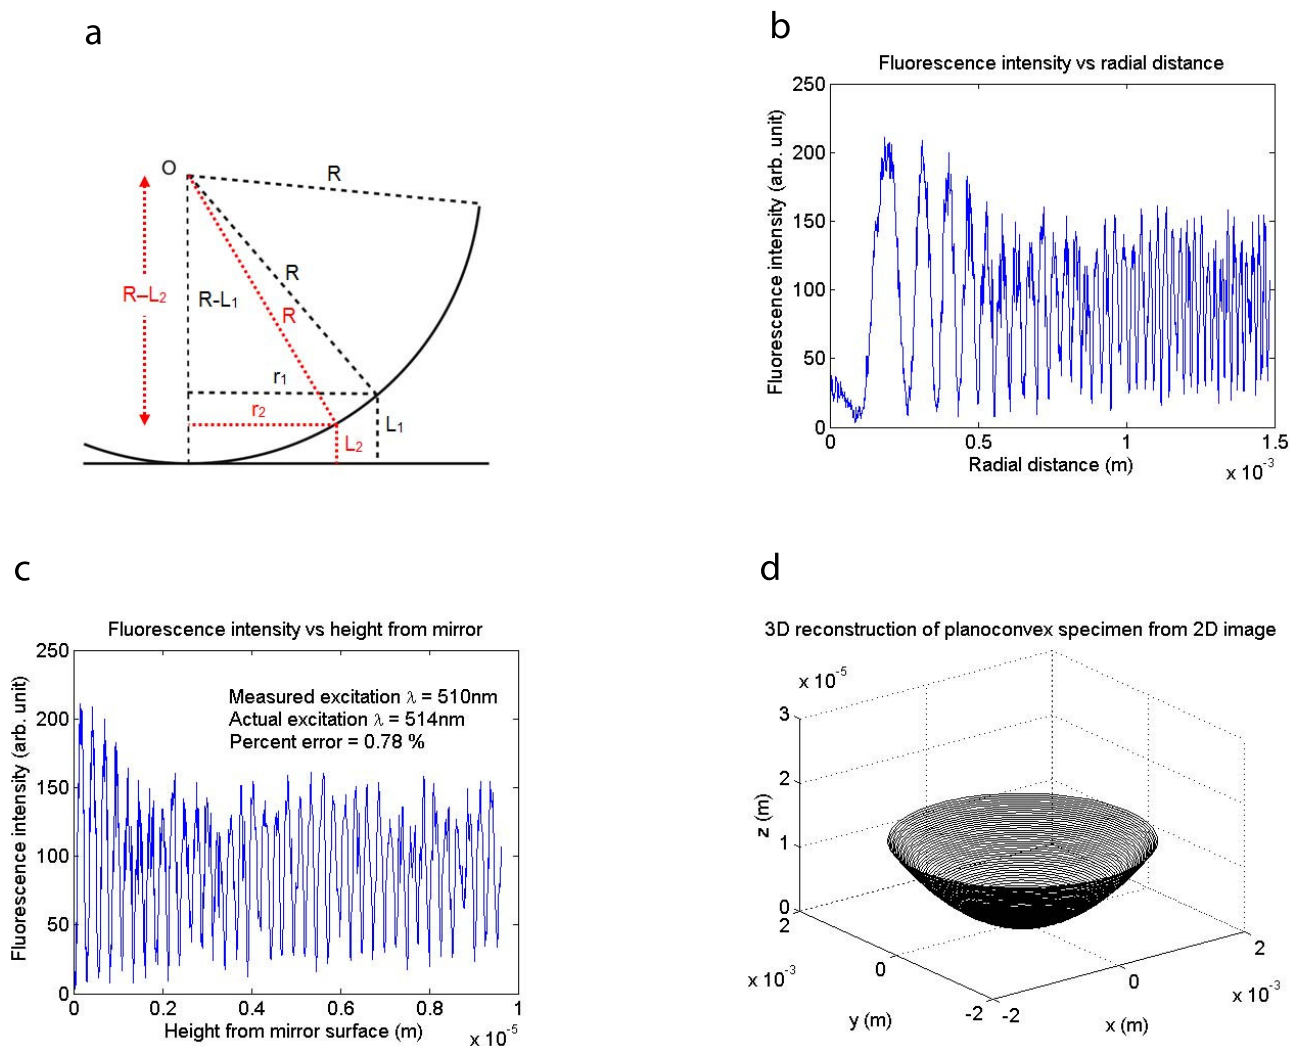 a
O
R
R
R–L2
R-L1
R
r1
r2
L1
L2
b
Fluorescence intensity vs radial distance
Fluorescence intensity (arb. unit)
250
200
150
100
50
0
0
0.5
1
1.5
Radial distance (m)
x 10-3
c
Fluorescence intensity vs height from mirror
Measured excitation λ = 510nm
Actual excitation λ = 514nm
Percent error = 0.78 %
Fluorescence intensity (arb. unit)
250
200
150
100
50
0
0
0.2
0.4
0.6
0.8
1
Height from mirror surface (m)
x 10-5
d
3D reconstruction of planoconvex specimen from 2D image
x 10-5
3
2
1
0
z (m)
2
0
-2
x 10-3
y (m)
-2
0
2
x 10-3
x (m)